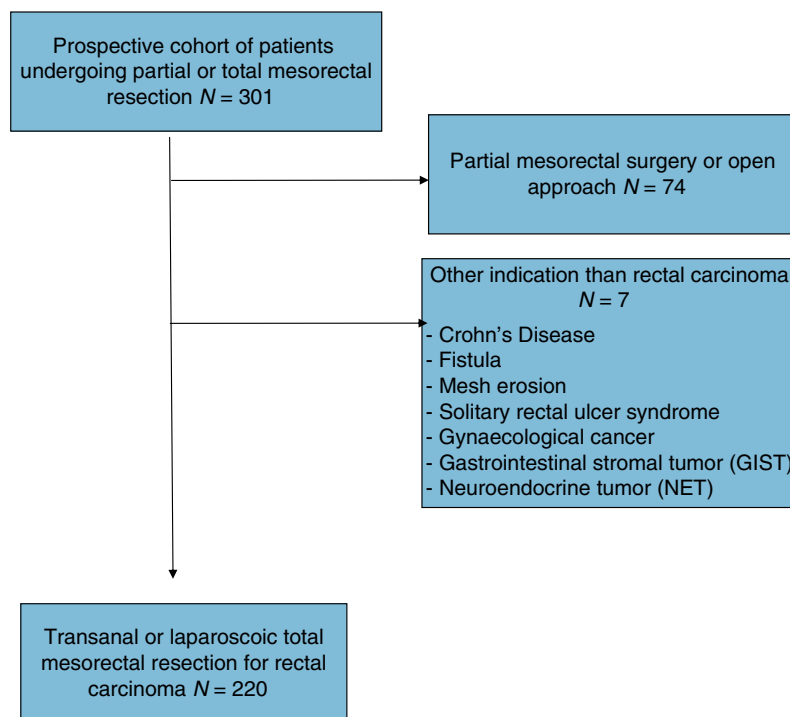 Prospective cohort of patients
undergoing partial or total mesorectal
resection N = 301
Partial mesorectal surgery or open
approach N = 74
Other indication than rectal carcinoma
N = 7
- Crohn's Disease
- Fistula
- Mesh erosion
- Solitary rectal ulcer syndrome
- Gynaecological cancer
- Gastrointestinal stromal tumor (GIST)
- Neuroendocrine tumor (NET)
Transanal or laparoscoic total
mesorectal resection for rectal
carcinoma N = 220